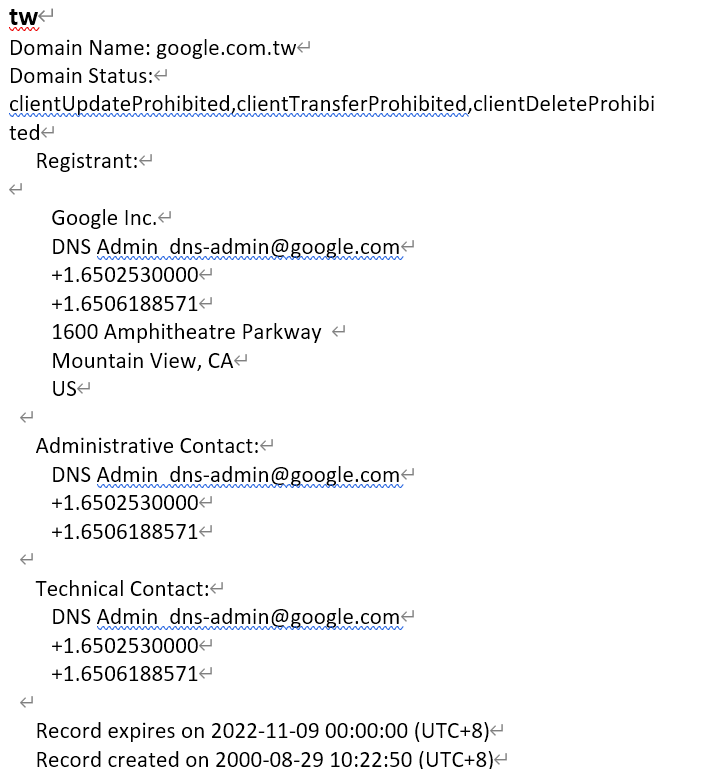 tw
Domain Name: google.com.tw
Domain Status:
clientUpdateProhibited,clientTransferProhibited,clientDeleteProhibi
ted
Registrant:
Google Inc.
DNS Admin  dns-admin@google.com
+1.6502530000
+1.6506188571
1600 Amphitheatre Parkway
Mountain View, CA
US
Administrative Contact:
DNS Admin  dns-admin@google.com
+1.6502530000
+1.6506188571
Technical Contact:
DNS Admin  dns-admin@google.com
+1.6502530000
+1.6506188571
Record expires on 2022-11-09 00:00:00 (UTC+8)
Record created on 2000-08-29 10:22:50 (UTC+8)